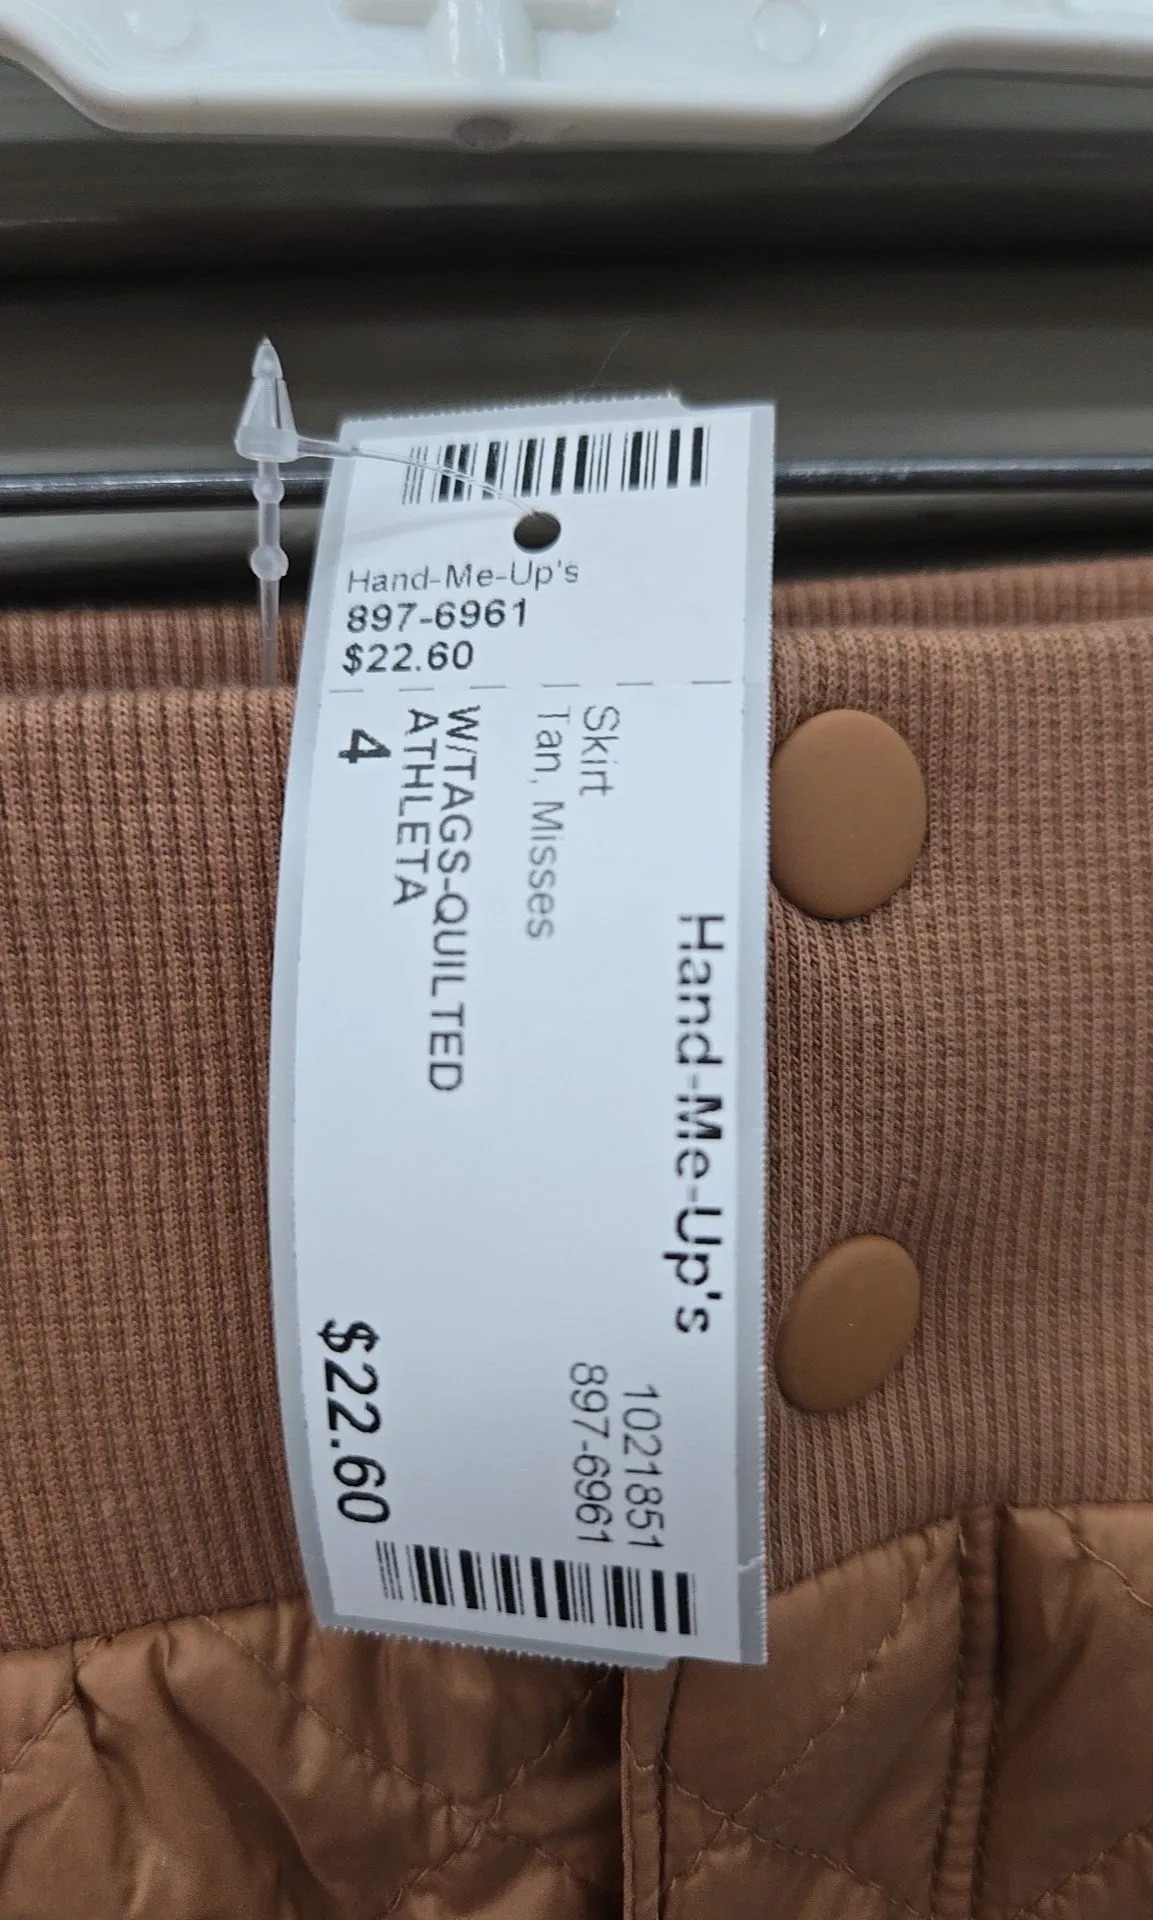 Hand-Me-Up's
897-6961
$22.60
Hand-Me-Up's
1021851
897-6961
Skirt
Tan, Misses
W/TAGS-QUILTED
ATHLETA
4
$22.60